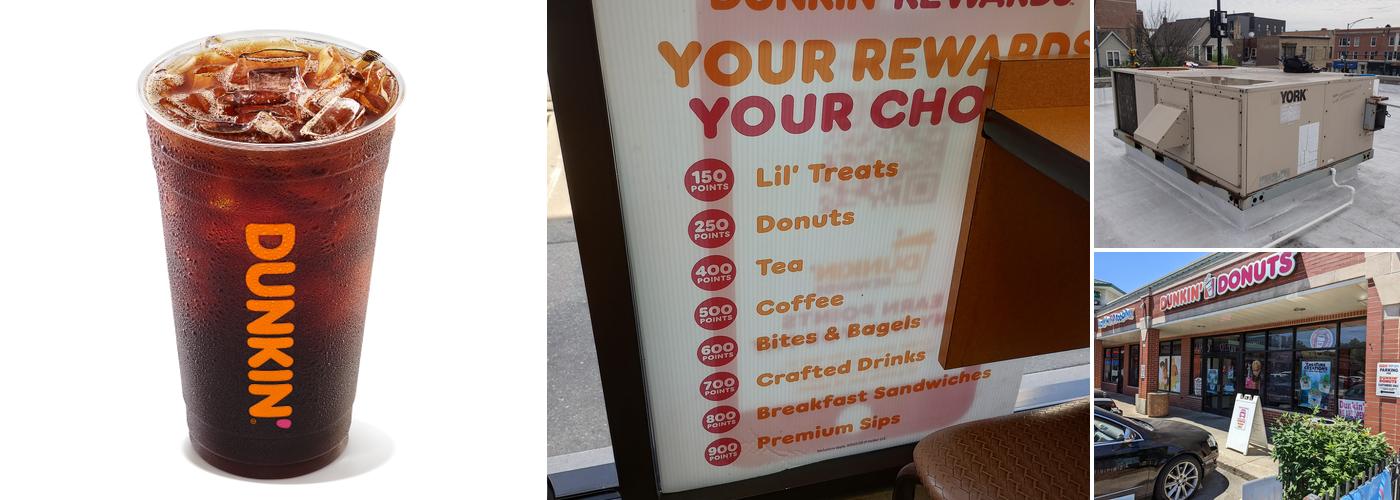 DUNKIN'
DUNKIN' REWARDS
YOUR REWARDS
YOUR CHO
150 POINTS Lil' Treats
250 POINTS Donuts
400 POINTS Tea
500 POINTS Coffee
600 POINTS Bites & Bagels
700 POINTS Crafted Drinks
800 POINTS Breakfast Sandwiches
900 POINTS Premium Sips
YORK
DUNKIN' DONUTS
PARKING